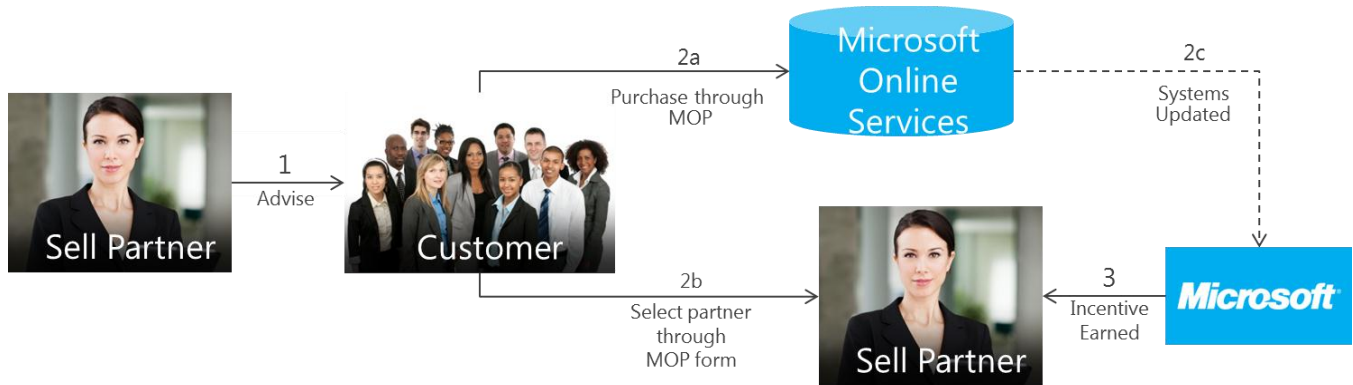 Sell Partner
1
Advise
Customer
2a
Purchase through
MOP
Microsoft
Online
Services
2c
Systems
Updated
2b
Select partner
through
MOP form
Sell Partner
3
Incentive
Earned
Microsoft